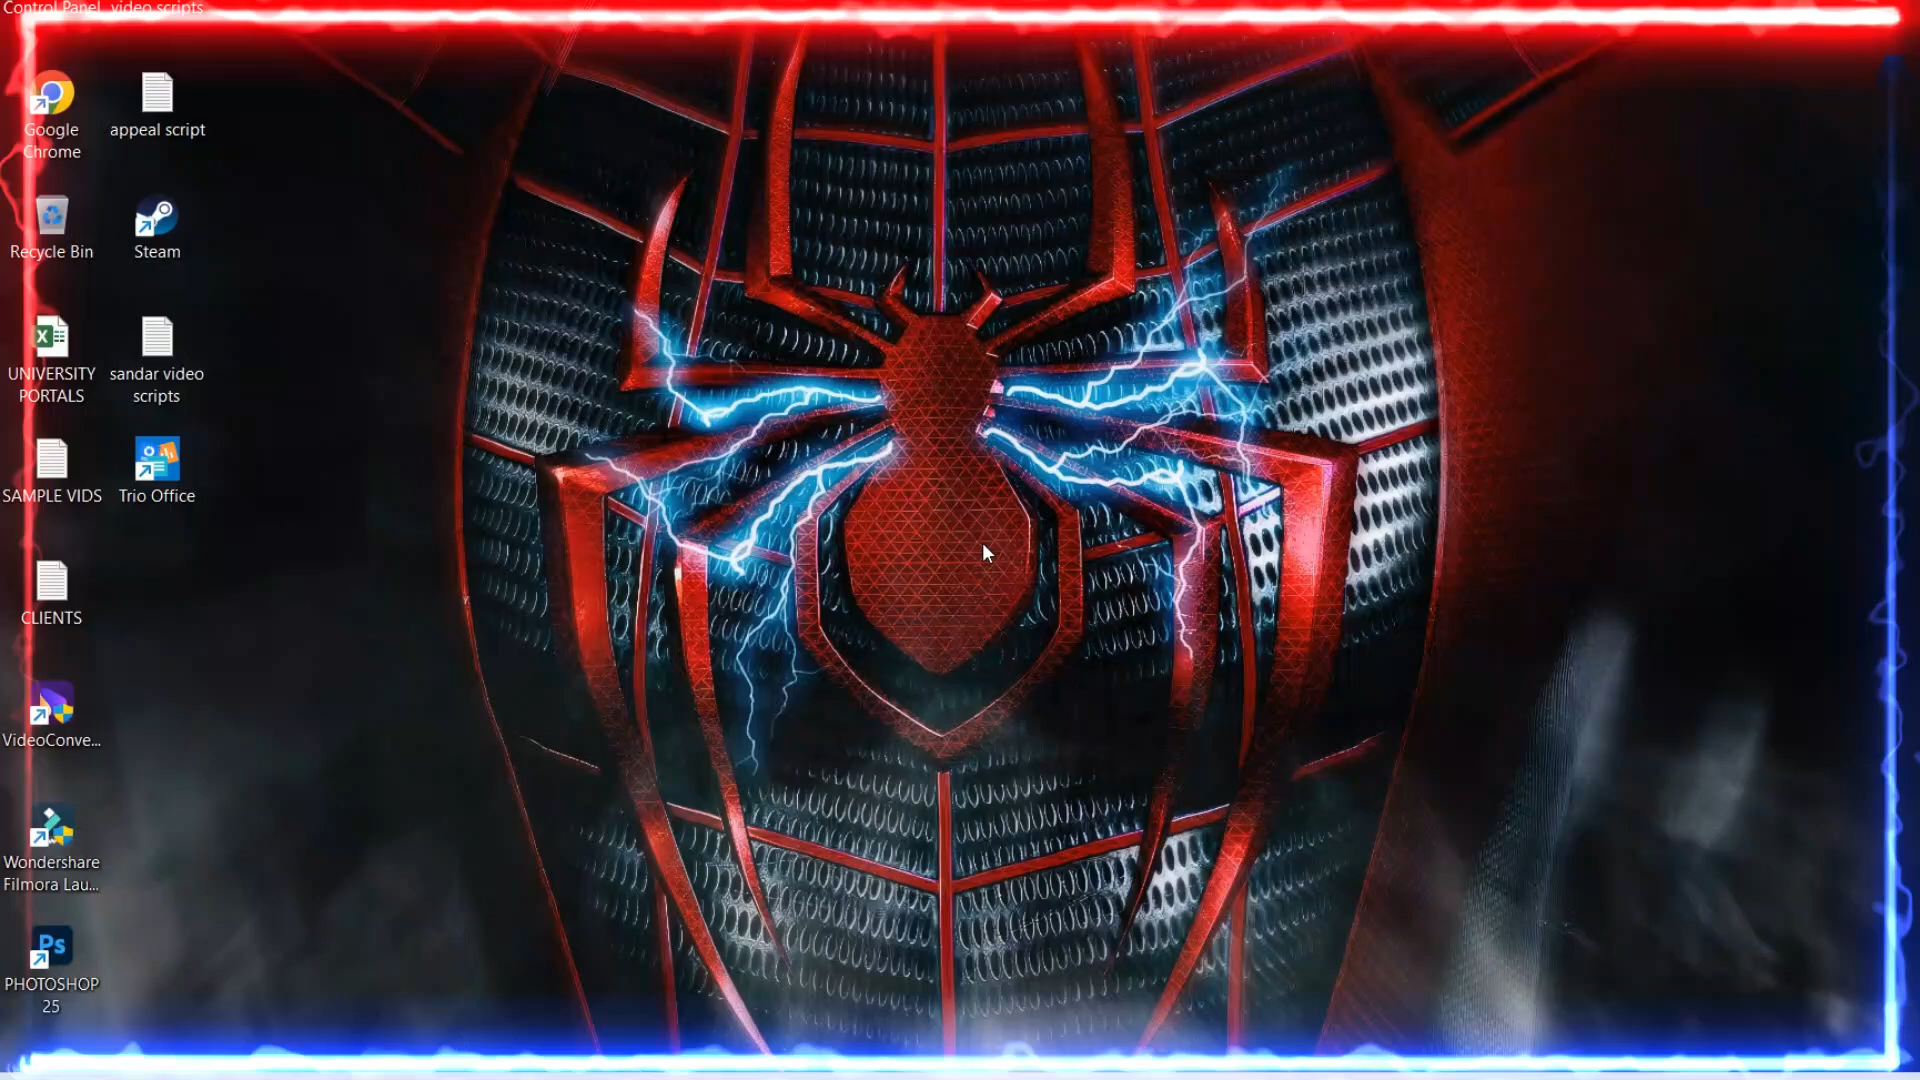 Control Panel video scripts
Google
Chrome
appeal script
Recycle Bin
Steam
UNIVERSITY
PORTALS
sandar video
scripts
SAMPLE VIDS
Trio Office
CLIENTS
VideoConve...
Wondershare
Filmora Lau...
Ps
PHOTOSHOP
25